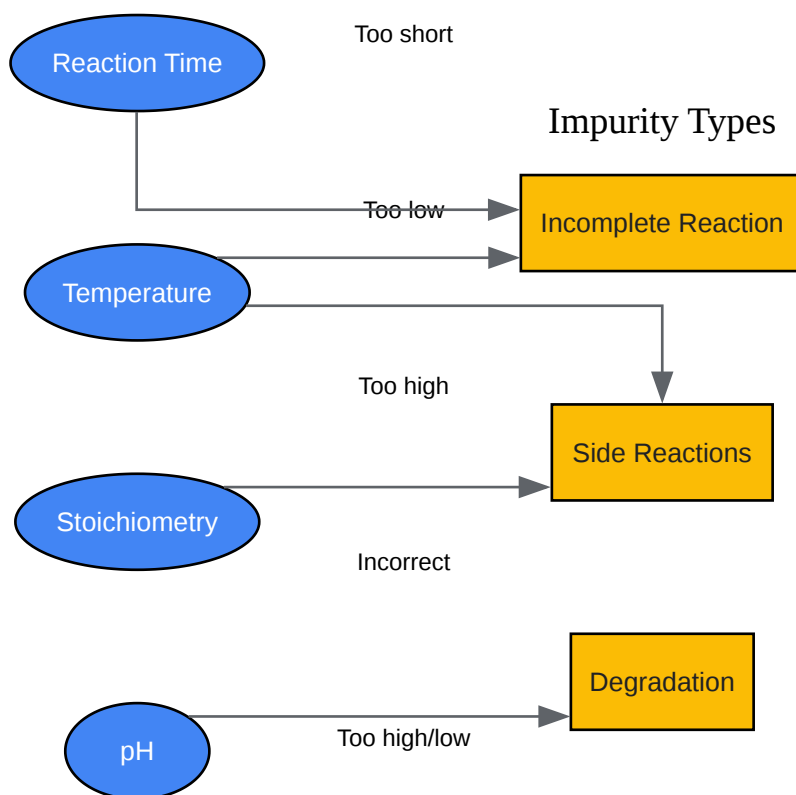 Too short
Reaction Time
Impurity Types
Too low
Incomplete Reaction
Temperature
Too high
Side Reactions
Stoichiometry
Incorrect
Degradation
Too high/low
pH